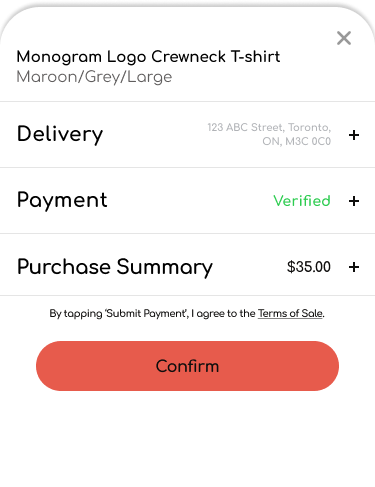 Monogram Logo Crewneck T-shirt
Maroon/Grey/Large
Delivery
123 ABC Street, Toronto,
ON, M3C 0C0
Payment
Verified
Purchase Summary
$35.00
By tapping 'Submit Payment', I agree to the Terms of Sale.
Confirm